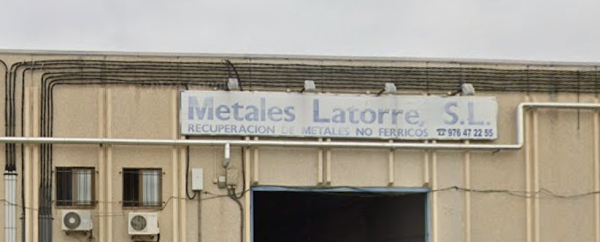 Metales Latorre, S.L.
RECUPERACION DE METALES NO FERRICOS ☎ 976 47 22 55